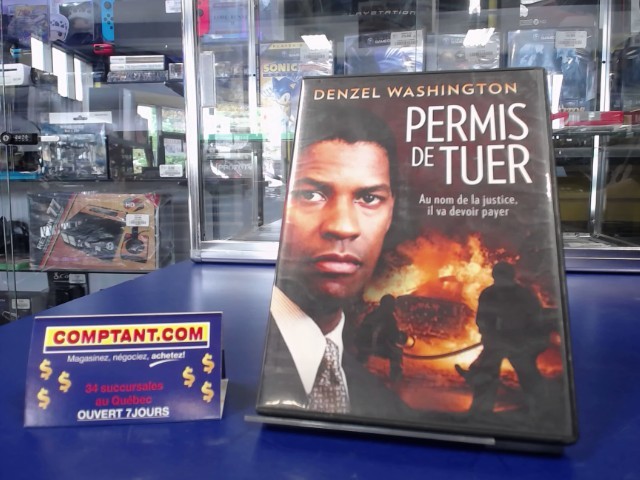 DENZEL WASHINGTON
PERMIS
DE TUER
Au nom de la justice,
il va devoir payer
COMPTANT.COM
Magasinez, négociez, achetez!
$ $ $ $ $ $
34 succursales
au Québec
OUVERT 7JOURS
SONIC
PLAYSTATION